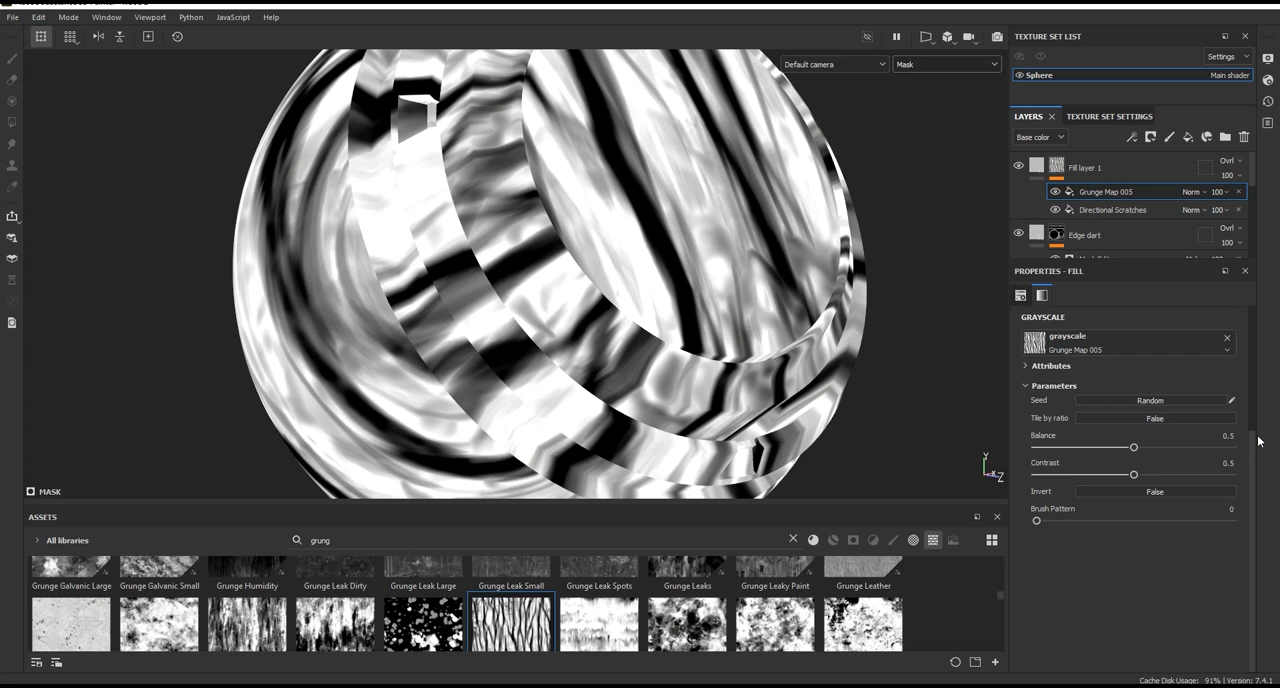 File Edit Mode Window Viewport Python JavaScript Help
Default camera
Mask
Y
Z
MASK
TEXTURE SET LIST
Settings
Sphere Main shader
LAYERS TEXTURE SET SETTINGS
Base color
Fill layer 1 Ovrl
100
Grunge Map 005 Norm 100
Directional Scratches Norm 100
Edge dart Ovrl
100
PROPERTIES - FILL
GRAYSCALE
grayscale
Grunge Map 005
Attributes
Parameters
Seed Random
Tile by ratio False
Balance 0.5
Contrast 0.5
Invert False
Brush Pattern 0
ASSETS
All libraries grung
Grunge Galvanic Large Grunge Galvanic Small Grunge Humidity Grunge Leak Dirty Grunge Leak Large Grunge Leak Small Grunge Leak Spots Grunge Leaks Grunge Leaky Paint Grunge Leather
Cache Disk Usage: 91% | Version: 7.4.1